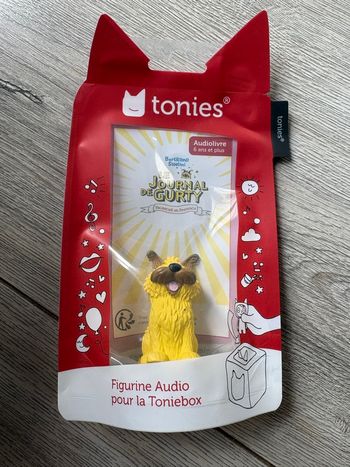 tonies®
tonies®
Audiolivre
6 ans et plus
Bertrand
Santini
LE
JOURNAL
DE GURTY
Figurine Audio
pour la Toniebox